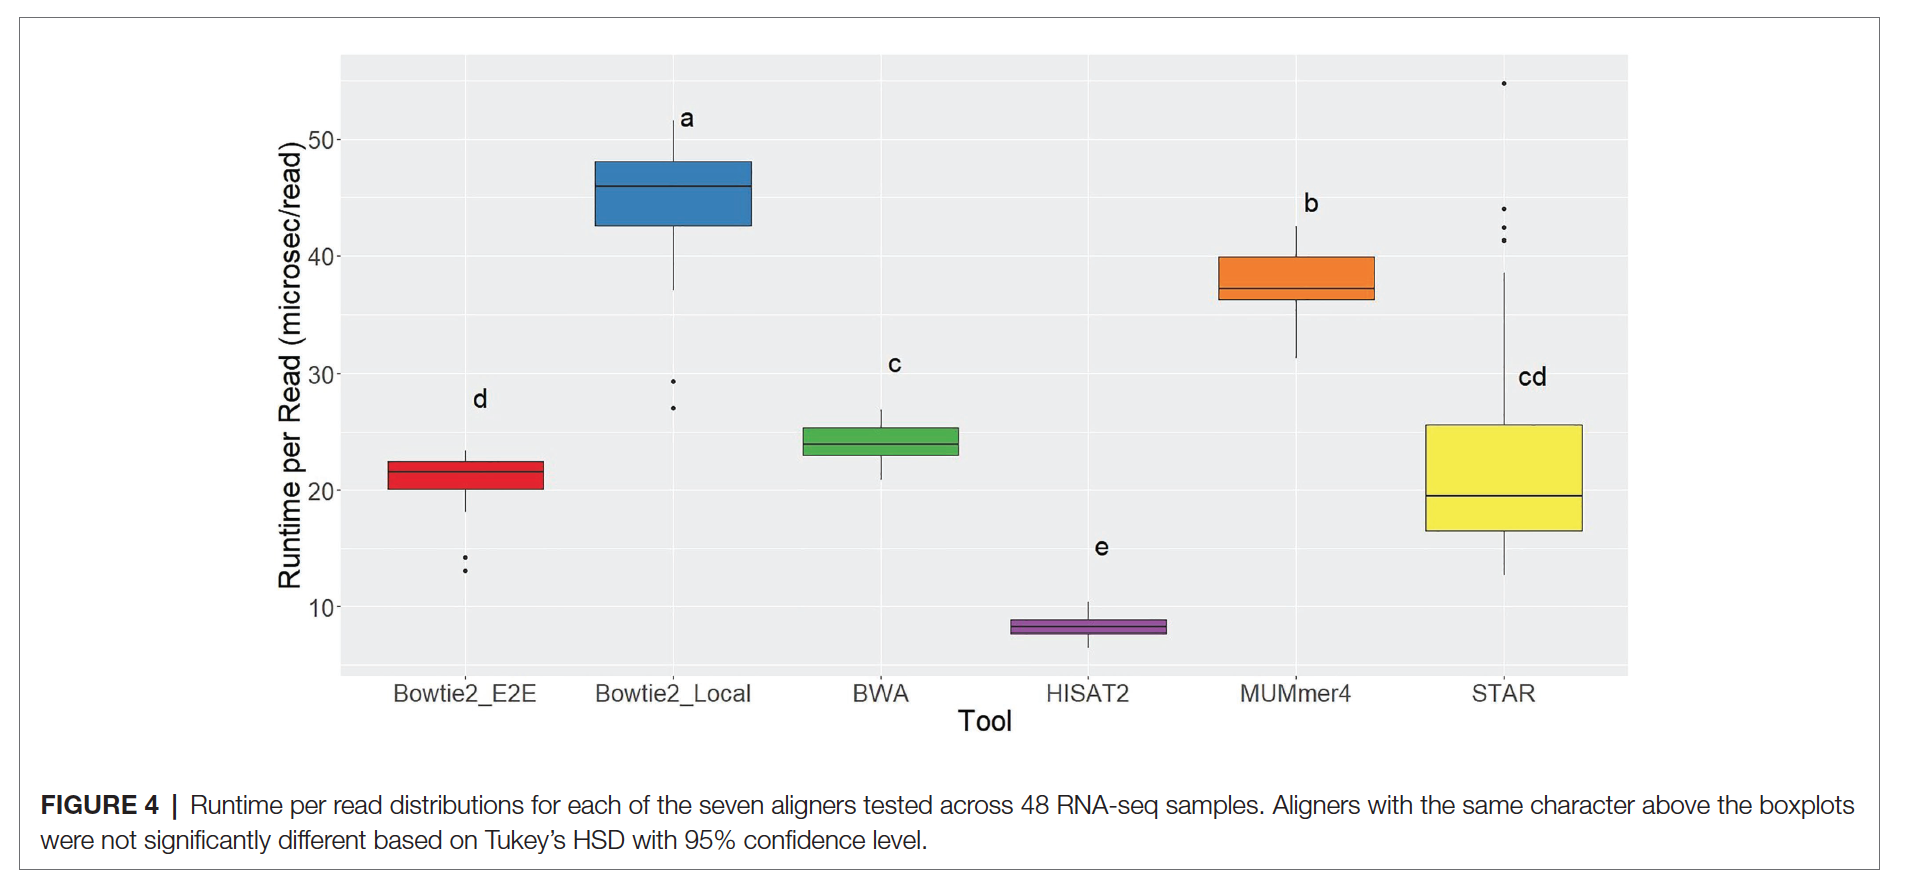 Runtime per Read (microsec/read)
50
40
30
20
10
a
b
c
cd
d
e
Bowtie2_E2E Bowtie2_Local BWA HISAT2 MUMmer4 STAR
Tool
FIGURE 4 | Runtime per read distributions for each of the seven aligners tested across 48 RNA-seq samples. Aligners with the same character above the boxplots
were not significantly different based on Tukey’s HSD with 95% confidence level.